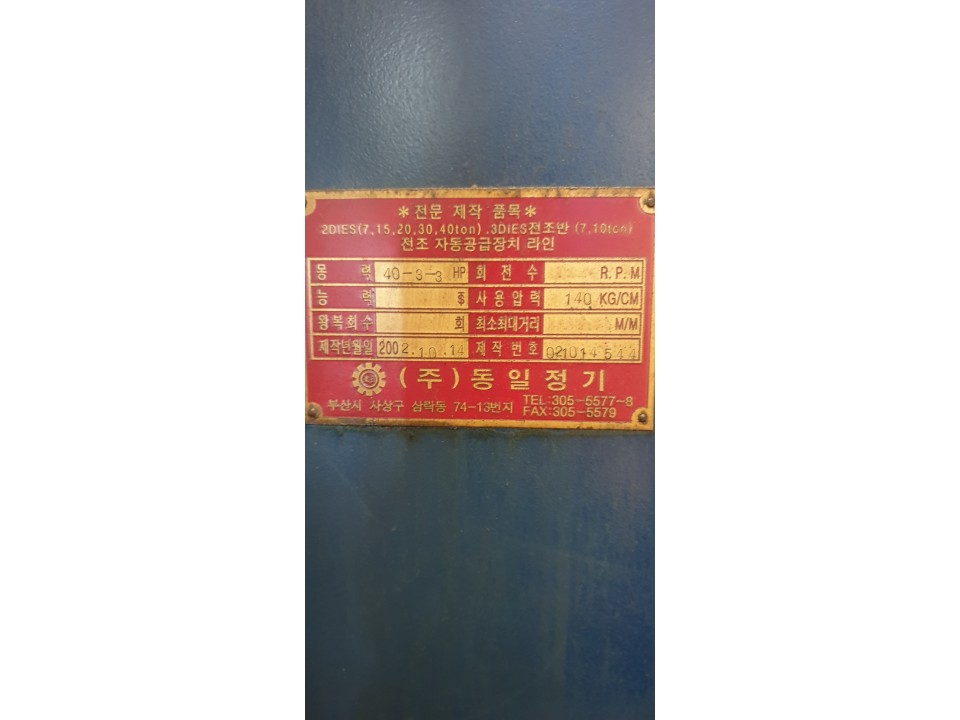 ＊전문 제작 품목＊
2DIES(7,15,20,30,40ton).3DIES전조반 (7,10ton)
전조 자동공급장치 라인
동 력 40-3-3 HP 회 전 수 R.P.M
능 력 $ 사 용 압 력 140 KG/CM
왕복회수 회 최소최대거리 M/M
제작년월일 2002.10.14 제 작 번 호
(주)동일정기
부산시 사상구 삼락동 74-13번지 TEL:305-5577-8
FAX:305-5579